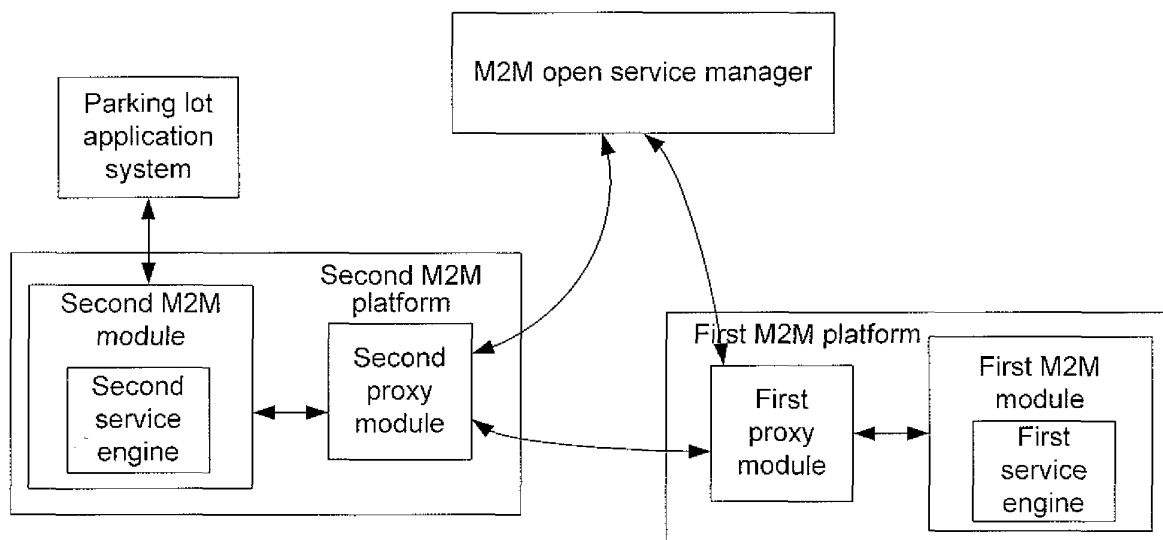 M2M open service manager
Parking lot
application
system
Second M2M
platform
Second M2M
module
Second
service
engine
Second
proxy
module
First M2M platform
First
proxy
module
First M2M
module
First
service
engine